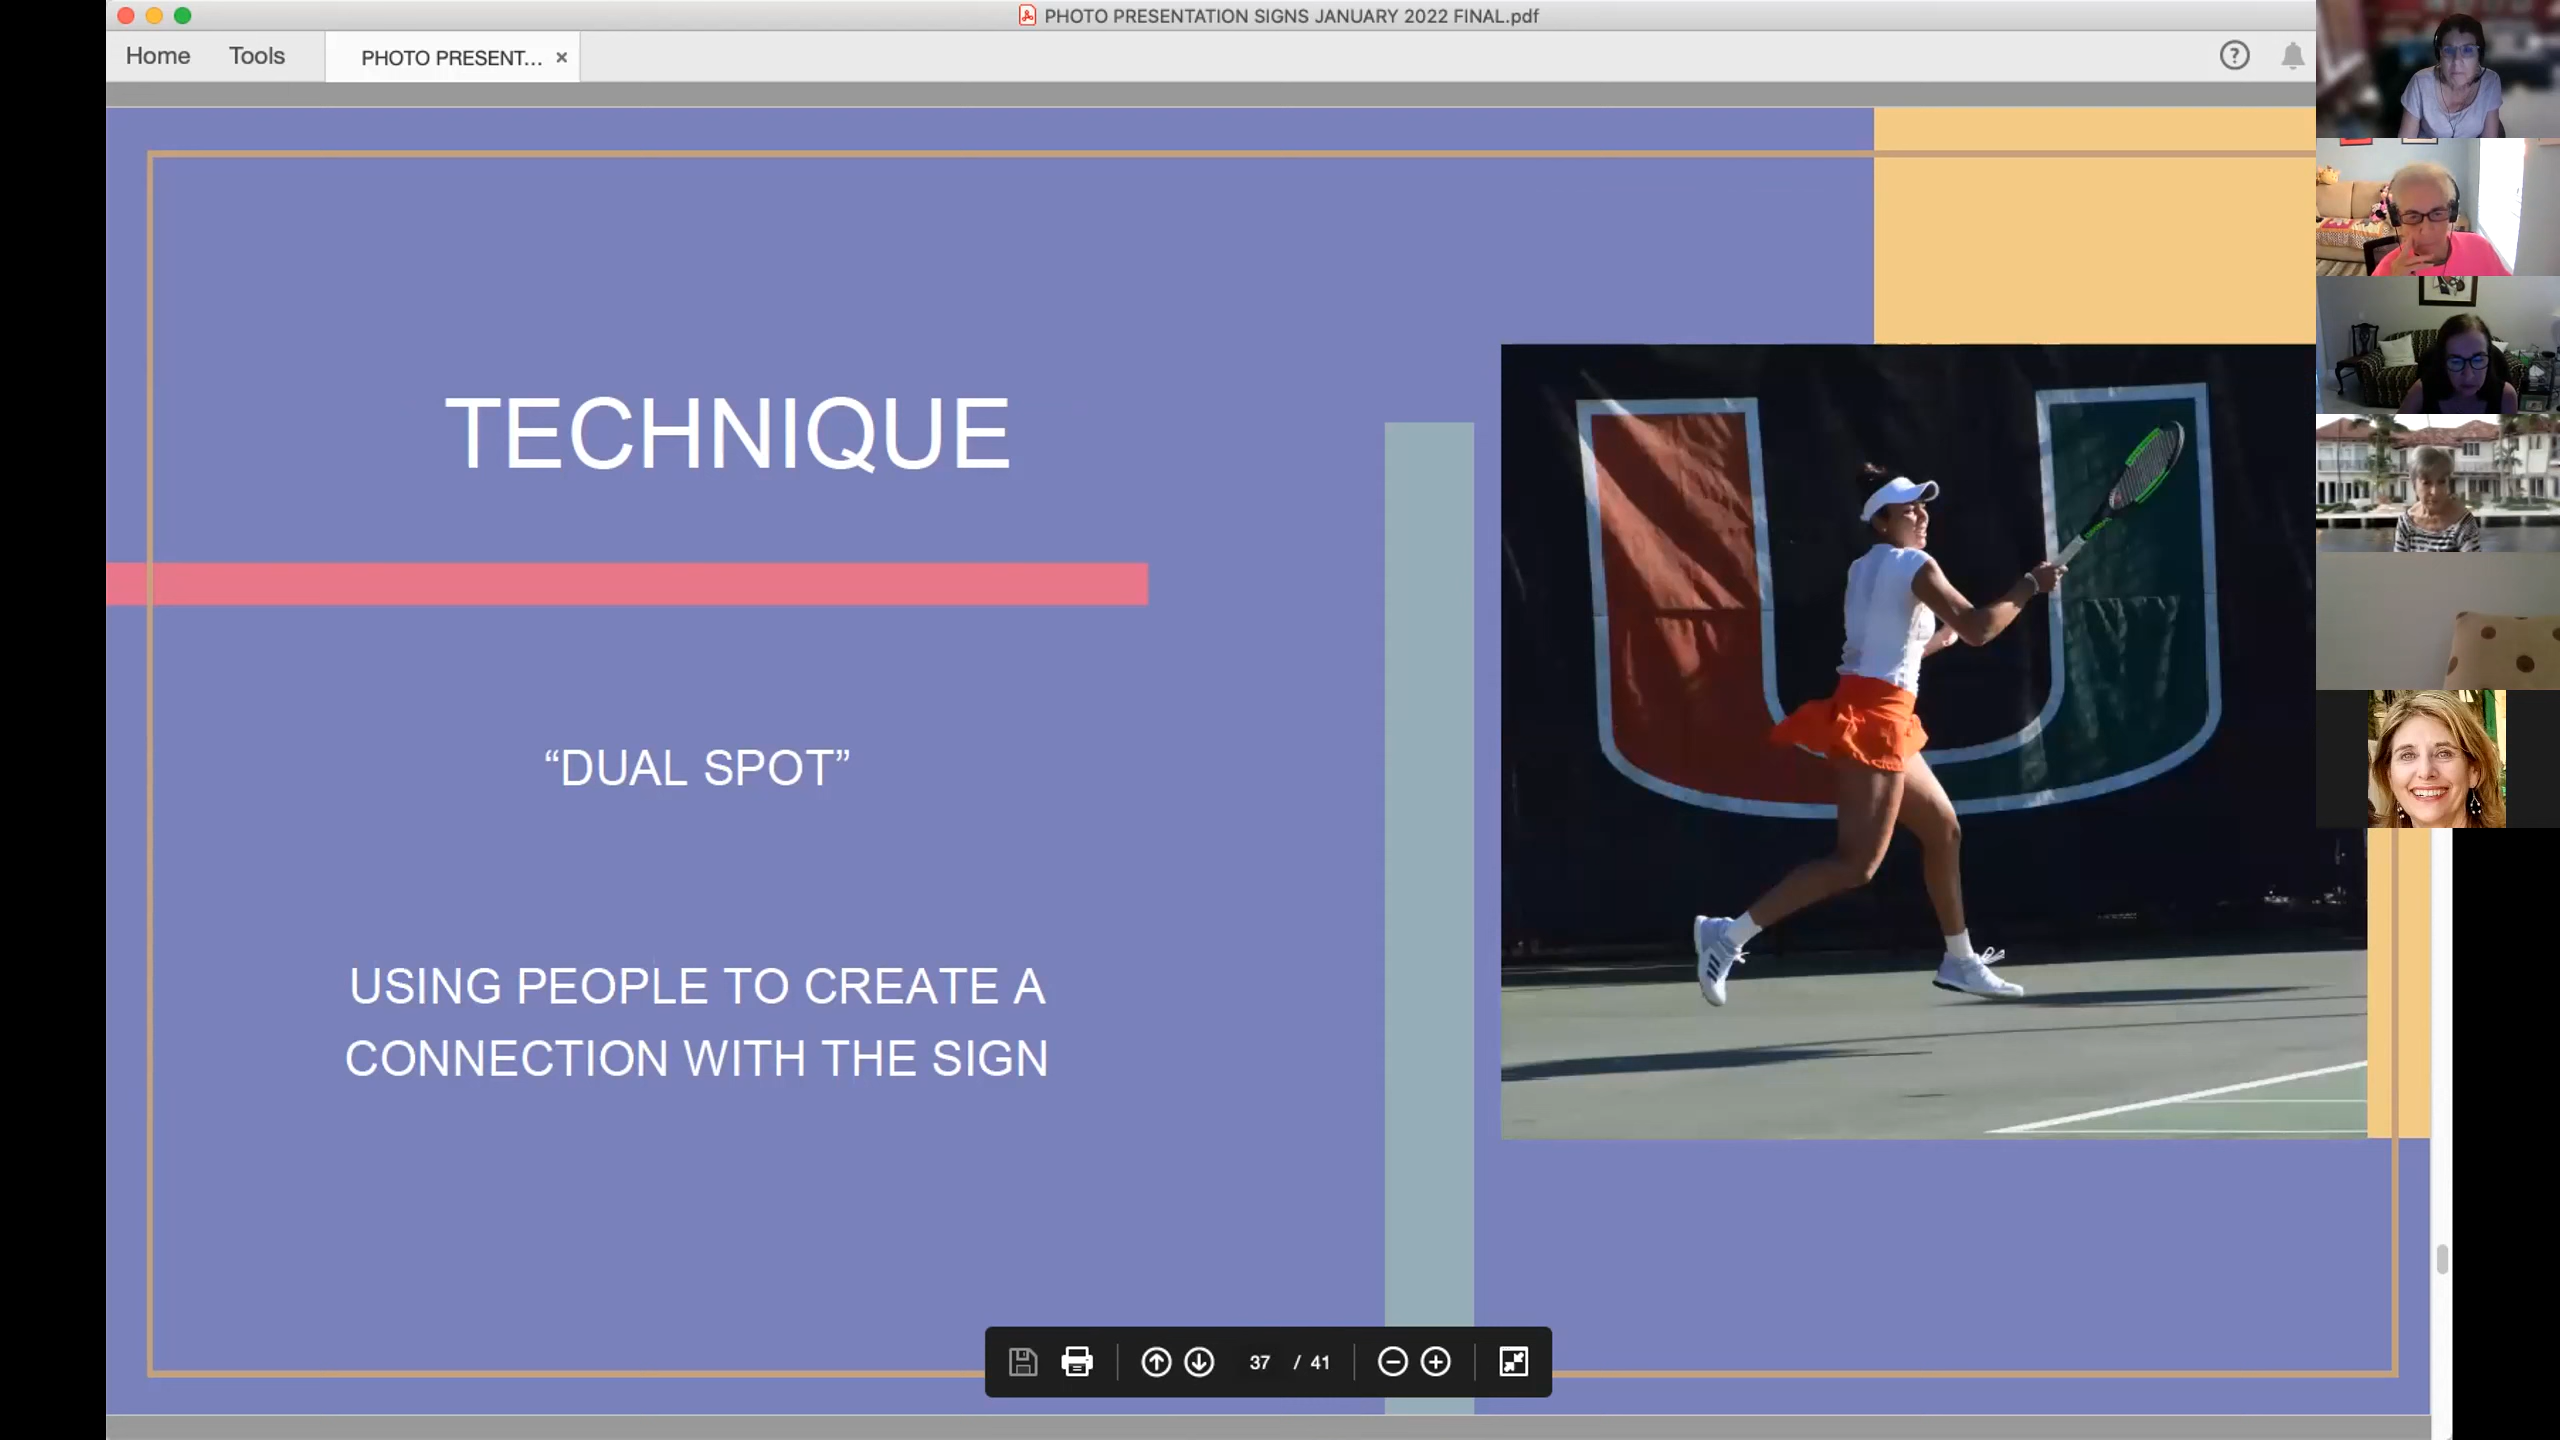 PHOTO PRESENTATION SIGNS JANUARY 2022 FINAL.pdf
Home Tools PHOTO PRESENT... ×
?
TECHNIQUE
“DUAL SPOT”
USING PEOPLE TO CREATE A
CONNECTION WITH THE SIGN
U
37 / 41